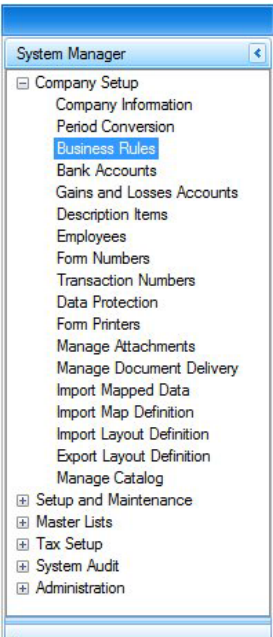 System Manager
Company Setup
Company Information
Period Conversion
Business Rules
Bank Accounts
Gains and Losses Accounts
Description Items
Employees
Form Numbers
Transaction Numbers
Data Protection
Form Printers
Manage Attachments
Manage Document Delivery
Import Mapped Data
Import Map Definition
Import Layout Definition
Export Layout Definition
Manage Catalog
Setup and Maintenance
Master Lists
Tax Setup
System Audit
Administration